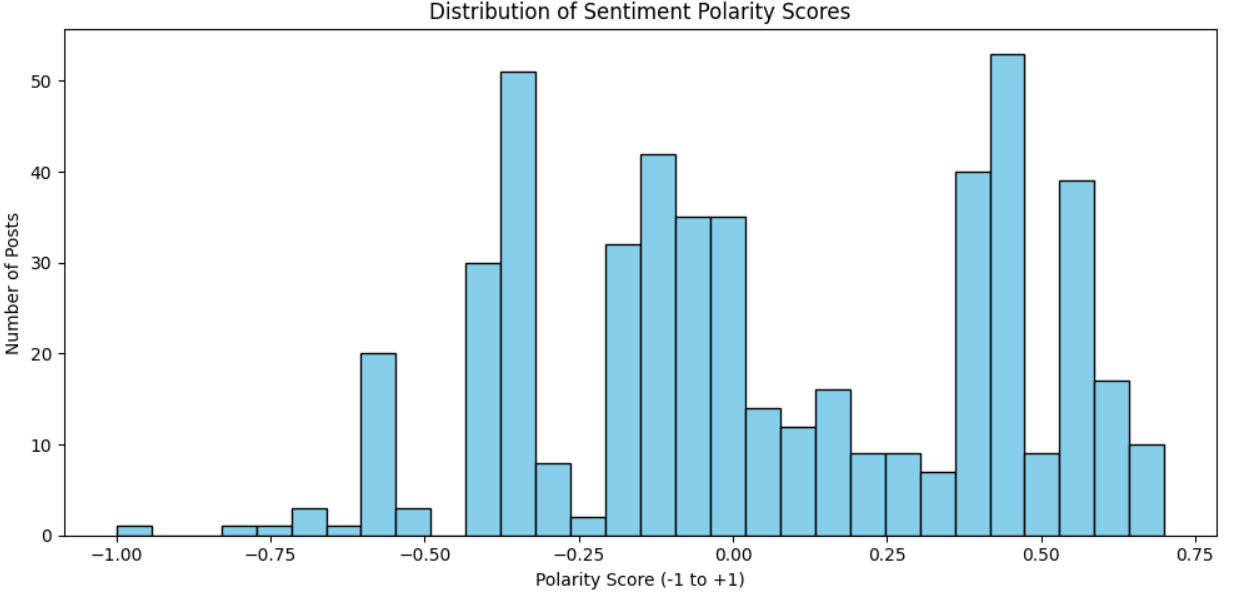 Distribution of Sentiment Polarity Scores
Number of Posts
50
40
30
20
10
0
−1.00 −0.75 −0.50 −0.25 0.00 0.25 0.50 0.75
Polarity Score (-1 to +1)